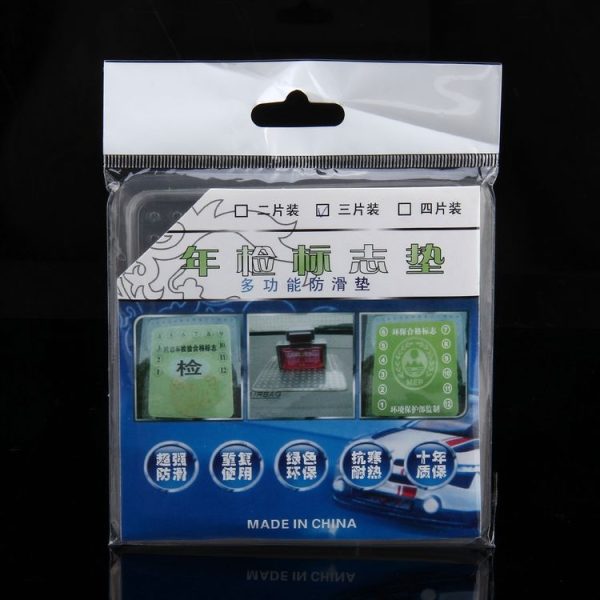 二片装 三片装 四片装
年检标志垫
多功能防滑垫
检
环保合格标志
MEP
环境保护部监制
超强防滑
重复使用
绿色环保
抗寒耐热
十年质保
MADE IN CHINA